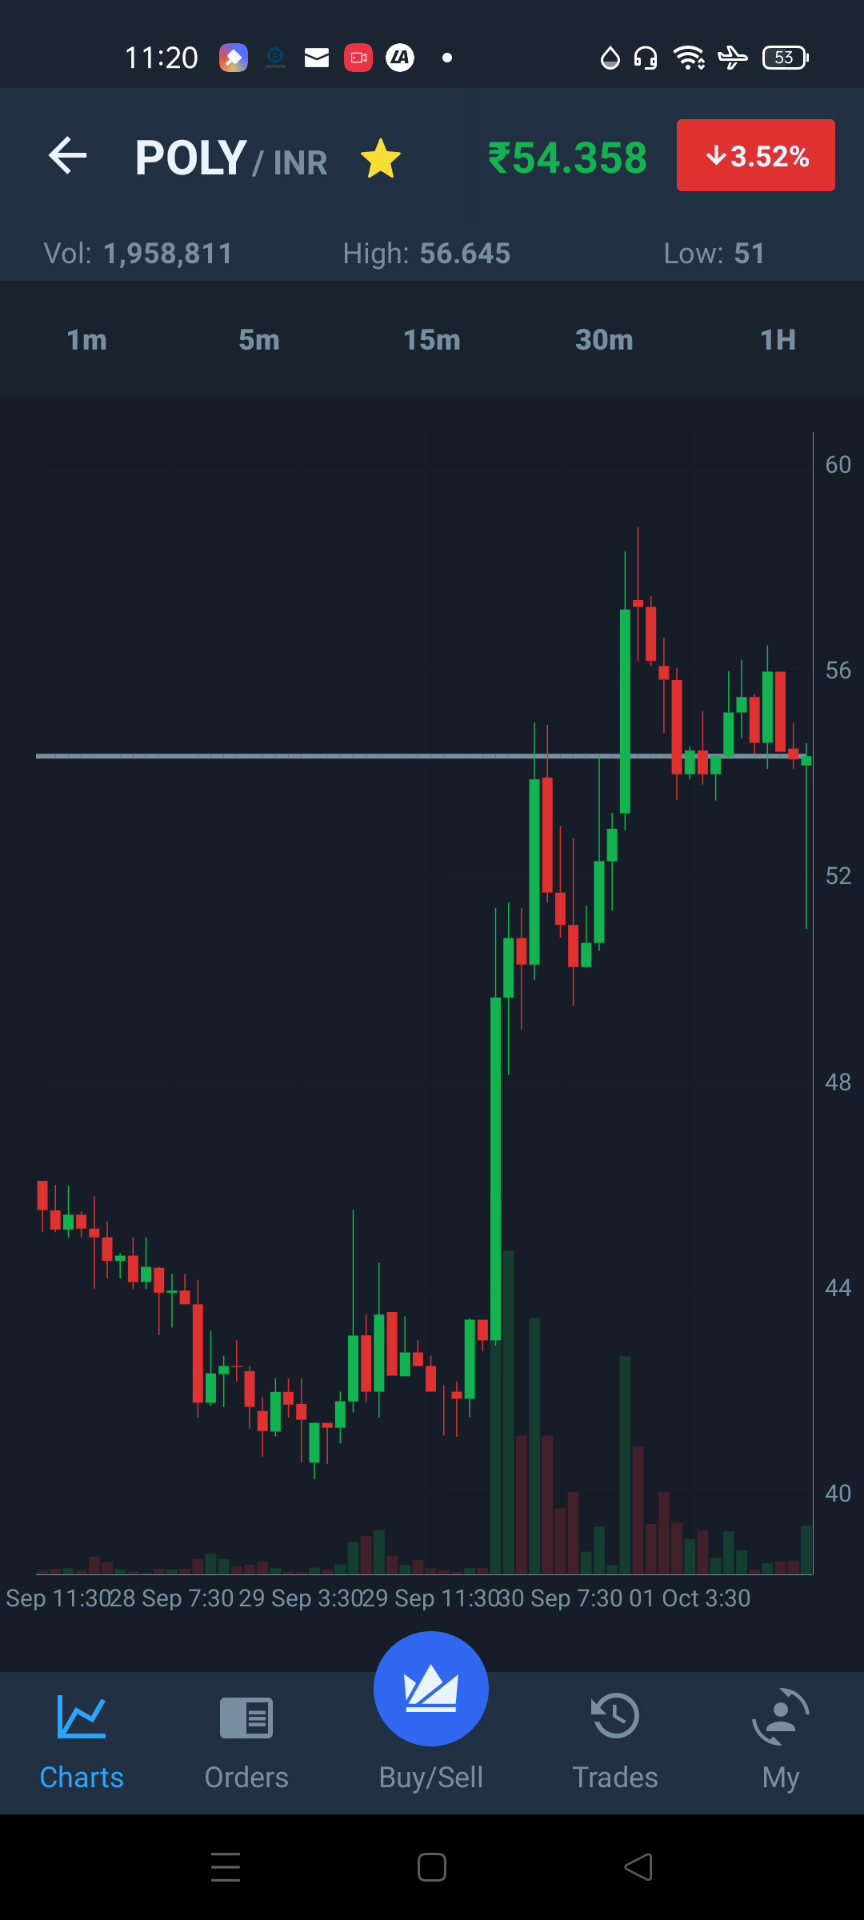 11:20 LA 53
POLY / INR ₹54.358 ↓3.52%
Vol: 1,958,811 High: 56.645 Low: 51
1m 5m 15m 30m 1H
60
56
52
48
44
40
Sep 11:30 28 Sep 7:30 29 Sep 3:30 29 Sep 11:30 30 Sep 7:30 01 Oct 3:30
Charts Orders Buy/Sell Trades My